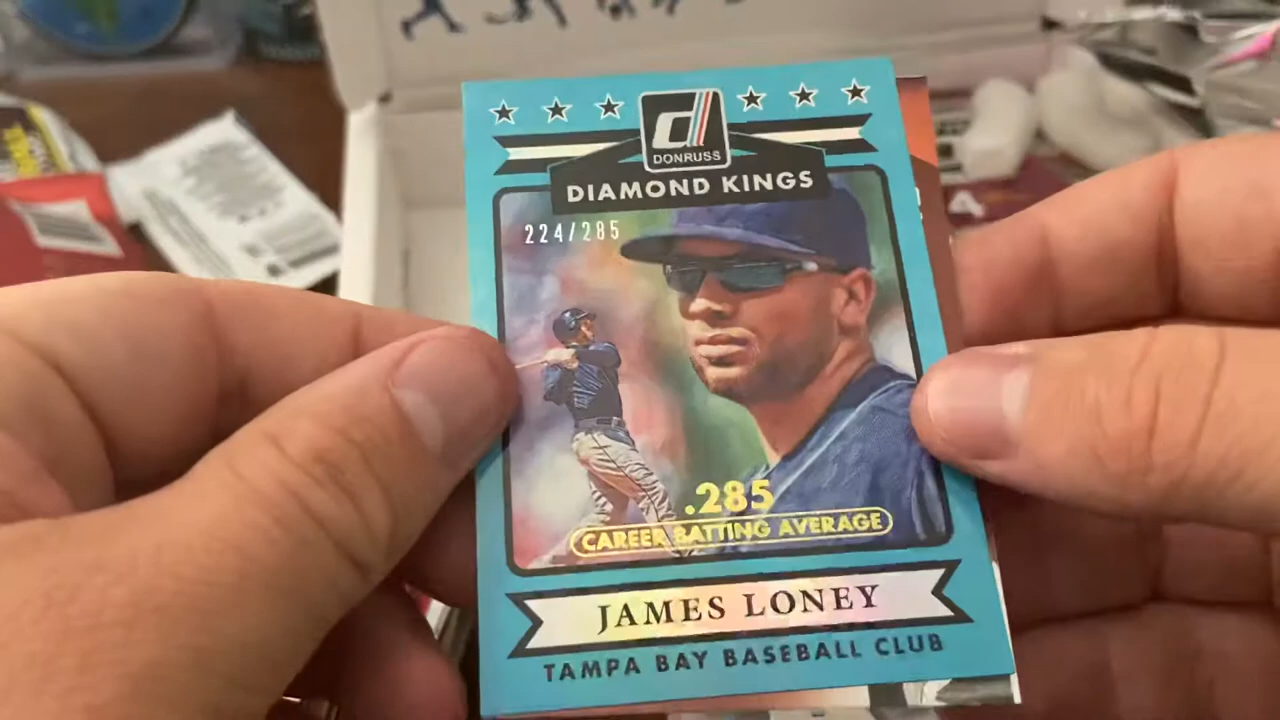 DONRUSS
DIAMOND KINGS
224/285
.285
CAREER BATTING AVERAGE
JAMES LONEY
TAMPA BAY BASEBALL CLUB